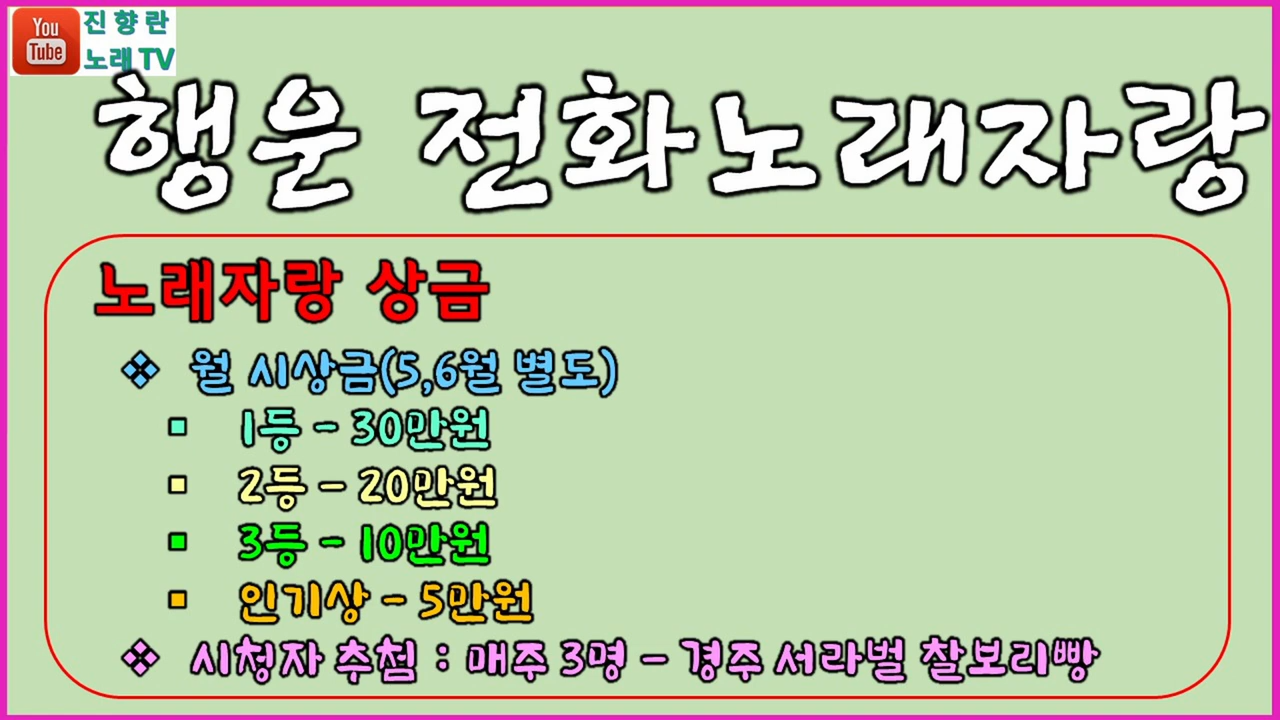 You
Tube
진향란
노래TV
행운 전화노래자랑
노래자랑 상금
❖ 월 시상금(5,6월 별도)
▪ 1등 - 30만원
▪ 2등 - 20만원
▪ 3등 - 10만원
▪ 인기상 - 5만원
❖ 시청자 추첨 : 매주 3명 - 경주 서라벌 찰보리빵